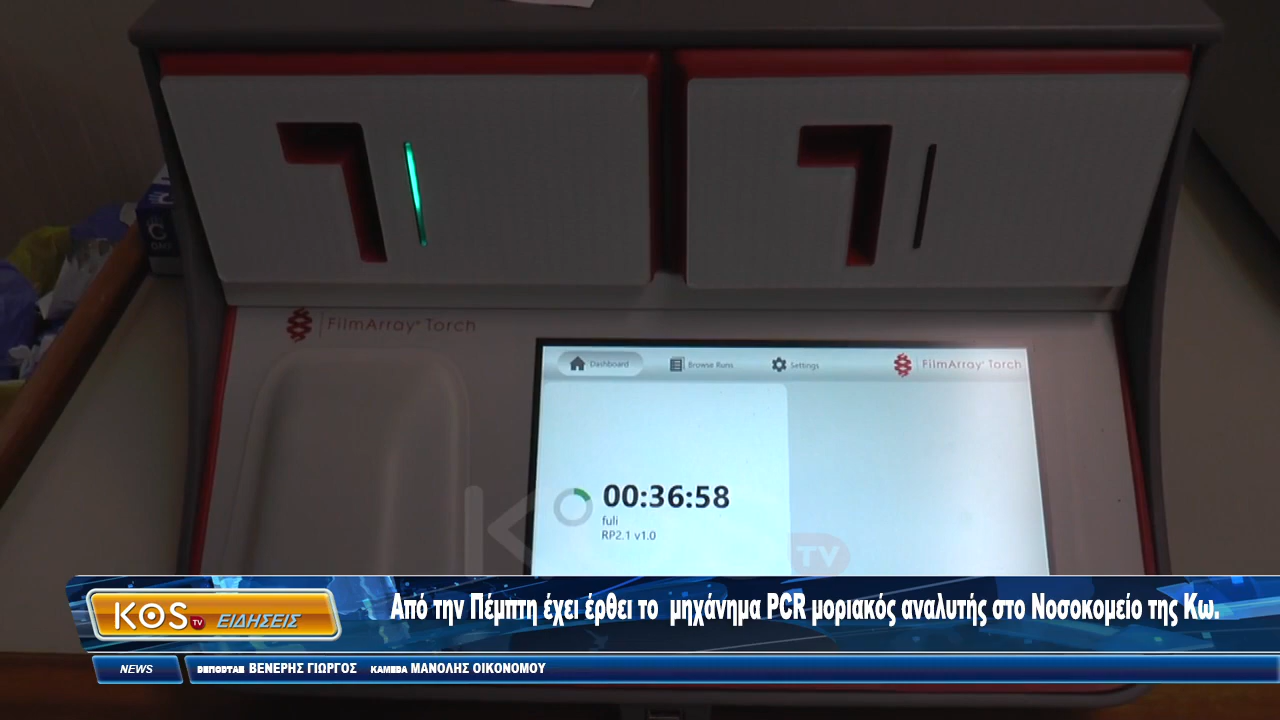 FilmArray® Torch
Dashboard
Browse Runs
Settings
FilmArray® Torch
00:36:58
fuli
RP2.1 v1.0
TV
Από την Πέμπτη έχει έρθει το μηχάνημα PCR μοριακός αναλυτής στο Νοσοκομείο της Κω.
KOS TV ΕΙΔΗΣΕΙΣ
NEWS
ΒΕΝΕΡΗΣ ΓΙΩΡΓΟΣ ΚΑΜΕΡΑ ΜΑΝΟΛΗΣ ΟΙΚΟΝΟΜΟΥ